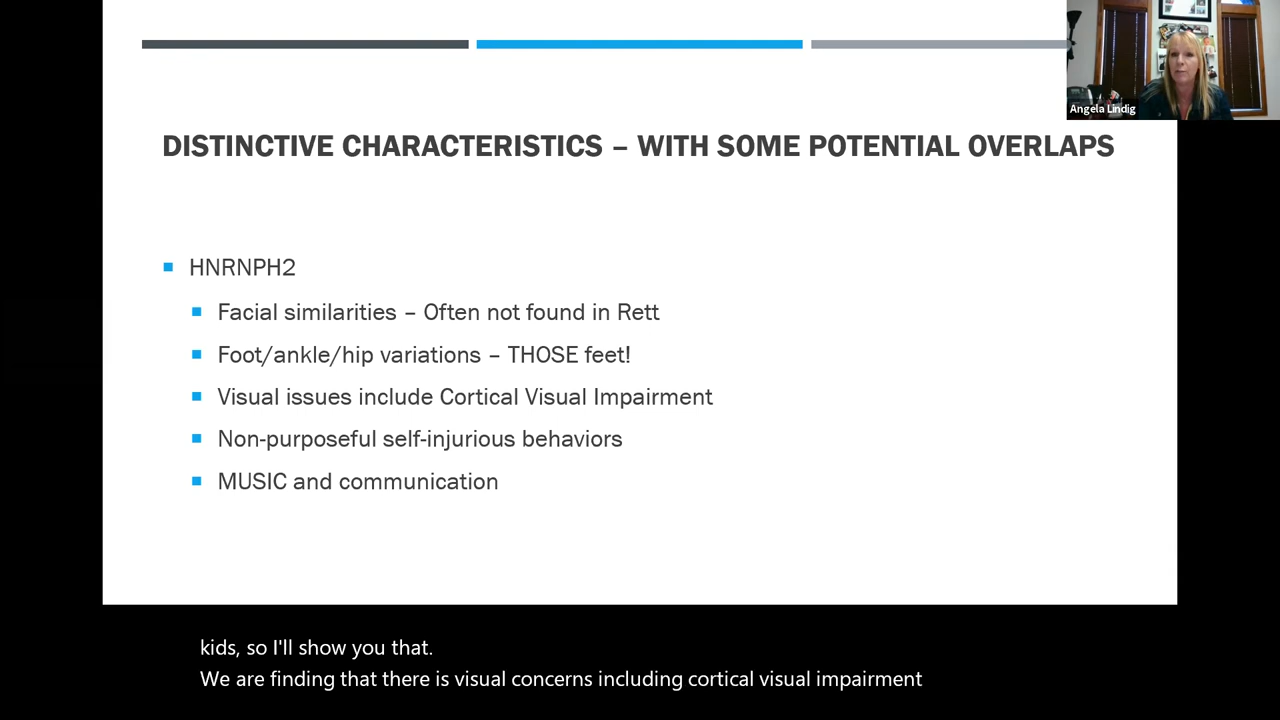 Angela Lindig
DISTINCTIVE CHARACTERISTICS – WITH SOME POTENTIAL OVERLAPS
HNRNPH2
Facial similarities – Often not found in Rett
Foot/ankle/hip variations – THOSE feet!
Visual issues include Cortical Visual Impairment
Non-purposeful self-injurious behaviors
MUSIC and communication
kids, so I'll show you that.
We are finding that there is visual concerns including cortical visual impairment